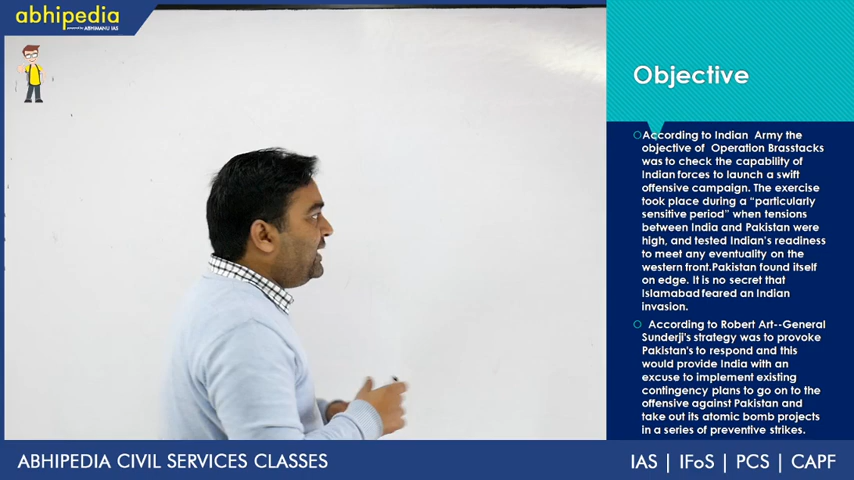 abhipedia
powered by ABHIMANU IAS
Objective
According to Indian Army the
objective of Operation Brasstacks
was to check the capability of
Indian forces to launch a swift
offensive campaign. The exercise
took place during a “particularly
sensitive period” when tensions
between India and Pakistan were
high, and tested Indian’s readiness
to meet any eventuality on the
western front.Pakistan found itself
on edge. It is no secret that
Islamabad feared an Indian
invasion.
According to Robert Art--General
Sunderji's strategy was to provoke
Pakistan's to respond and this
would provide India with an
excuse to implement existing
contingency plans to go on to the
offensive against Pakistan and
take out its atomic bomb projects
in a series of preventive strikes.
ABHIPEDIA CIVIL SERVICES CLASSES
IAS | IFoS | PCS | CAPF